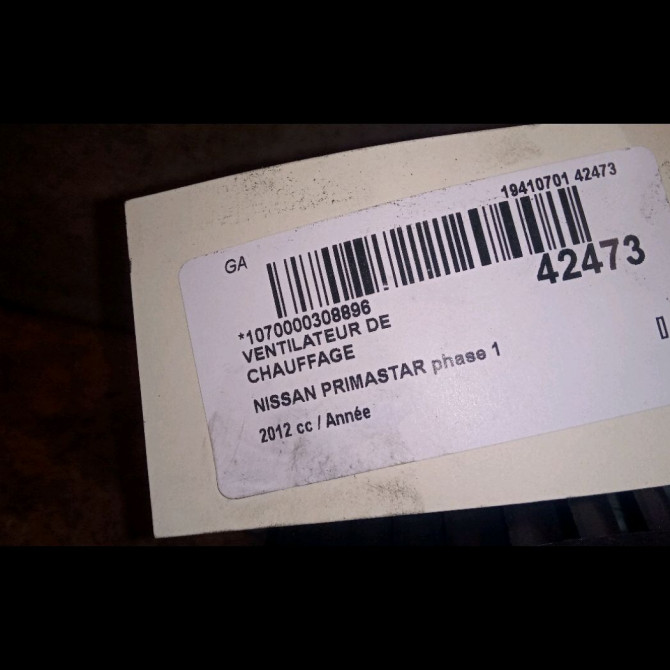 19410701 42473
GA
42473
*1070000308896
VENTILATEUR DE
CHAUFFAGE
NISSAN PRIMASTAR phase 1
2012 cc / Année